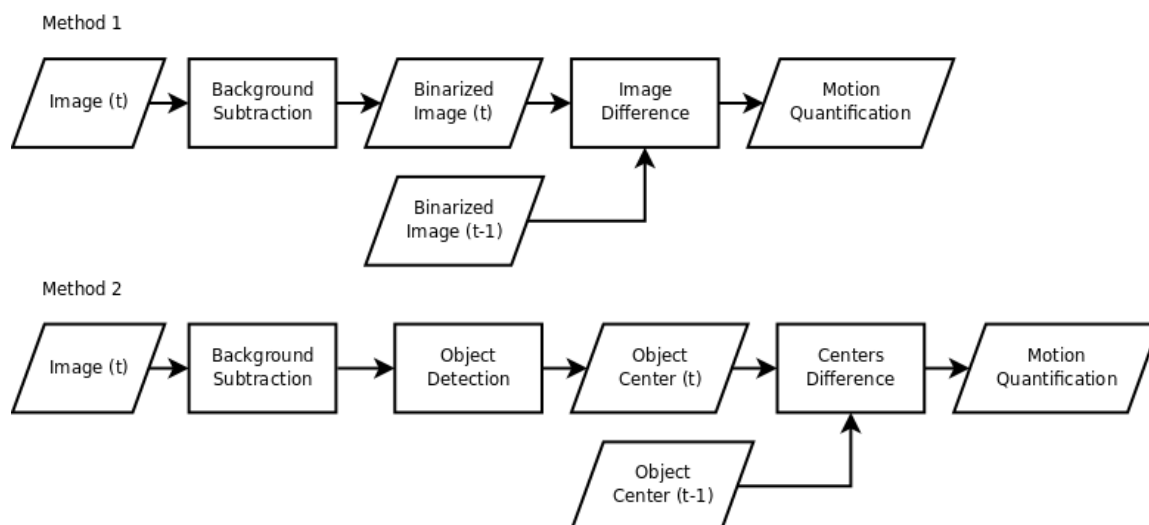 Method 1
Image (t)
Background
Subtraction
Binarized
Image (t)
Image
Difference
Motion
Quantification
Binarized
Image (t-1)
Method 2
Image (t)
Background
Subtraction
Object
Detection
Object
Center (t)
Centers
Difference
Motion
Quantification
Object
Center (t-1)